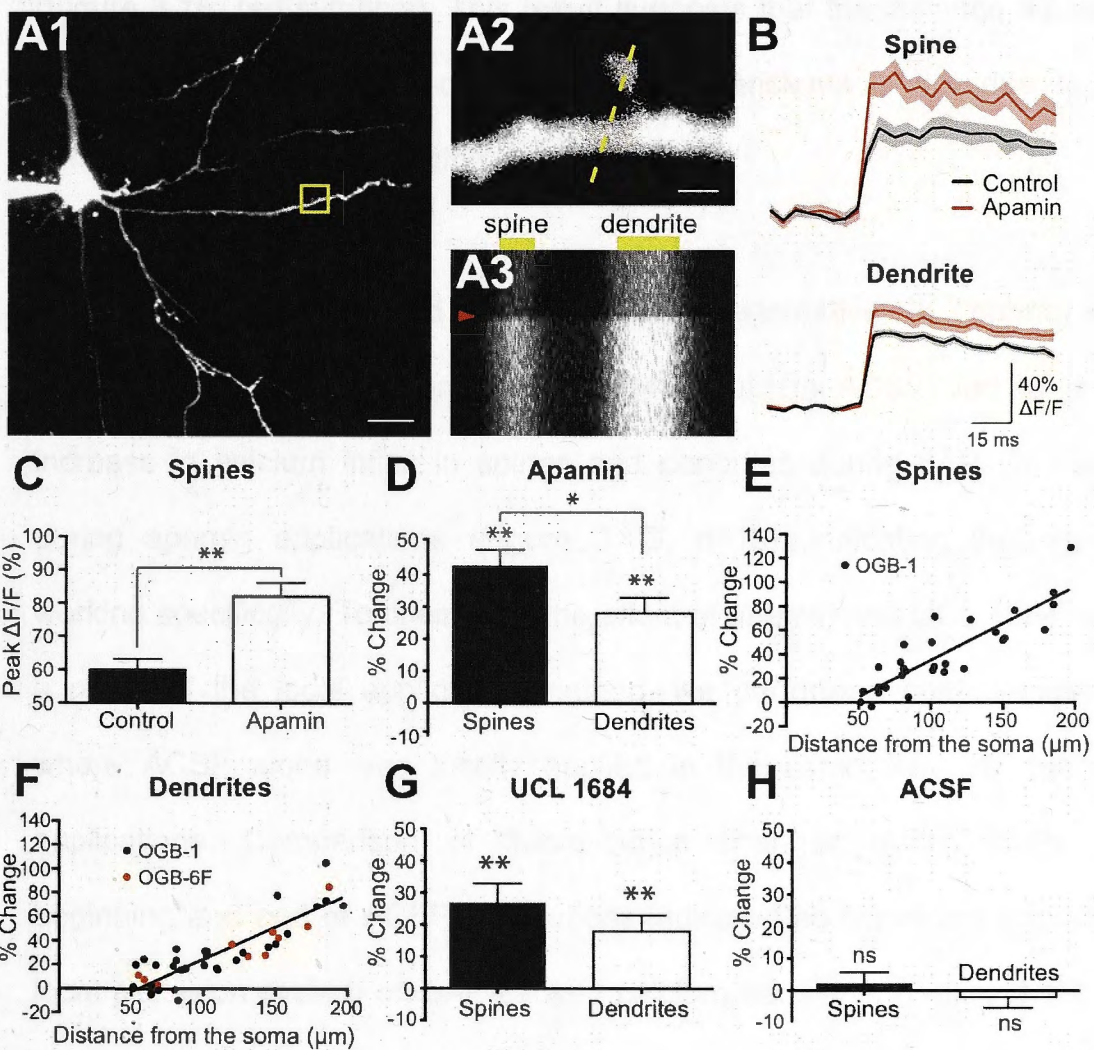 A1
A2
spine dendrite
A3
B
Spine
Control
Apamin
Dendrite
40%
ΔF/F
15 ms
C
Spines
Peak ΔF/F (%)
100
90
80
70
60
50
**
Control Apamin
D
Apamin
% Change
50
40
30
20
10
0
-10
*
**
**
Spines Dendrites
E
Spines
% Change
140
120
100
80
60
40
20
0
-20
OGB-1
50 100 150 200
Distance from the soma (µm)
F
Dendrites
% Change
140
120
100
80
60
40
20
0
-20
OGB-1
OGB-6F
50 100 150 200
Distance from the soma (µm)
G
UCL 1684
% Change
50
40
30
20
10
0
-10
**
**
Spines Dendrites
H
ACSF
% Change
50
40
30
20
10
0
-10
ns
Spines
Dendrites
ns